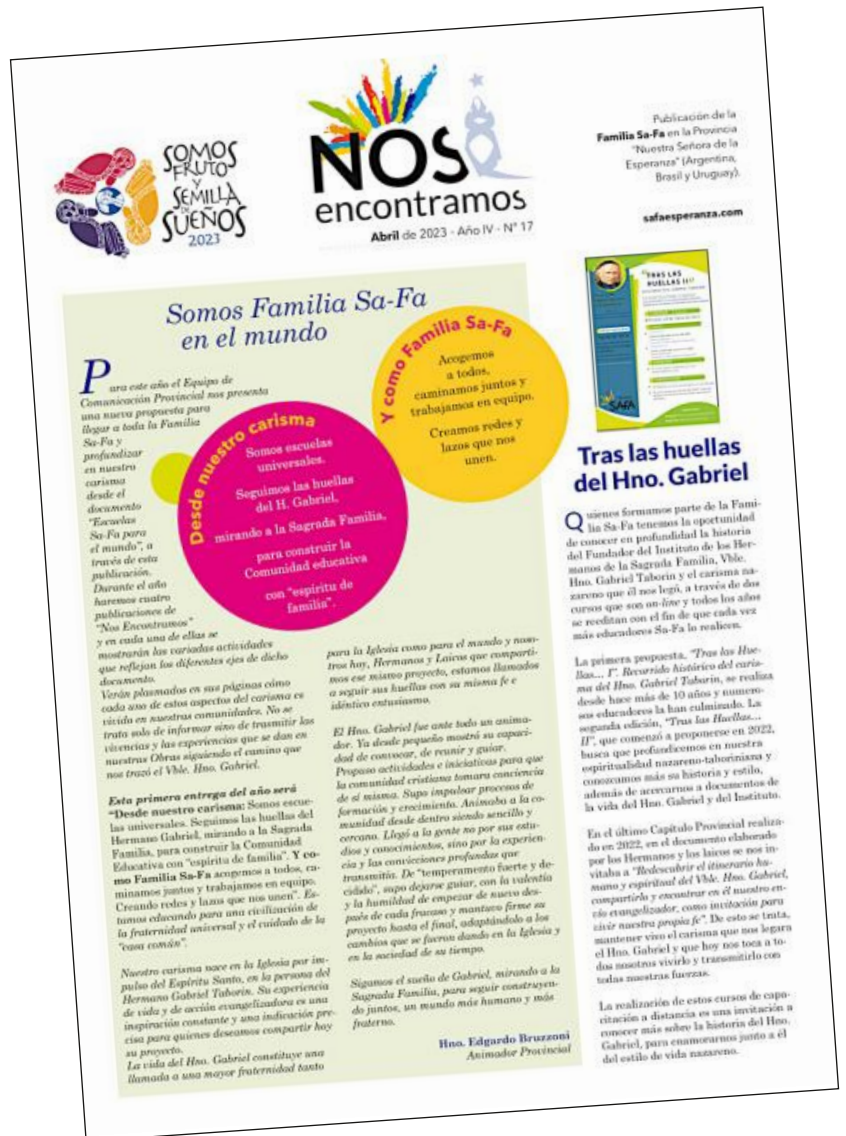 SOMOS
FRUTO
Y
SEMILLA
DE
SUEÑOS
2023
NOS
encontramos
Abril de 2023 - Año IV - N° 17
Publicación de la
Familia Sa-Fa en la Provincia
"Nuestra Señora de la
Esperanza" (Argentina,
Brasil y Uruguay).
safaesperanza.com
Somos Familia Sa-Fa
en el mundo
Para este año el Equipo de
Comunicación Provincial nos presenta
una nueva propuesta para
llegar a toda la Familia
Sa-Fa y
profundizar
en nuestro
carisma
desde el
documento
"Escuelas
Sa-Fa para
el mundo", a
través de esta
publicación.
Durante el año
haremos cuatro
publicaciones de
"Nos Encontramos"
y en cada una de ellas se
mostrarán las variadas actividades
que reflejan los diferentes ejes de dicho
documento.
Verán plasmados en sus páginas cómo
cada uno de estos aspectos del carisma es
vivido en nuestras comunidades. No se
trata solo de informar sino de trasmitir las
vivencias y las experiencias que se dan en
nuestras Obras siguiendo el camino que
nos trazó el Vble. Hno. Gabriel.
Esta primera entrega del año será
"Desde nuestro carisma: Somos escue-
las universales. Seguimos las huellas del
Hermano Gabriel, mirando a la Sagrada
Familia, para construir la Comunidad
Educativa con "espíritu de familia". Y co-
mo Familia Sa-Fa acogemos a todos, ca-
minamos juntos y trabajamos en equipo.
Creando redes y lazos que nos unen". Es-
tamos educando para una civilización de
la fraternidad universal y el cuidado de la
"casa común".
Nuestro carisma nace en la Iglesia por im-
pulso del Espíritu Santo, en la persona del
Hermano Gabriel Taborin. Su experiencia
de vida y de acción evangelizadora es una
inspiración constante y una indicación pre-
cisa para quienes deseamos compartir hoy
su proyecto.
La vida del Hno. Gabriel constituye una
llamada a una mayor fraternidad tanto
Desde nuestro carisma
Somos escuelas
universales.
Seguimos las huellas
del H. Gabriel,
mirando a la Sagrada Familia,
para construir la
Comunidad educativa
con "espíritu de
familia".
Y como Familia Sa-Fa
Acogemos
a todos,
caminamos juntos y
trabajamos en equipo.
Creamos redes y
lazos que nos
unen.
para la Iglesia como para el mundo y noso-
tros hoy, Hermanos y Laicos que comparti-
mos ese mismo proyecto, estamos llamados
a seguir sus huellas con su misma fe e
idéntico entusiasmo.
El Hno. Gabriel fue ante todo un anima-
dor. Ya desde pequeño mostró su capaci-
dad de convocar, de reunir y guiar.
Propuso actividades e iniciativas para que
la comunidad cristiana tomara conciencia
de sí misma. Supo impulsar procesos de
formación y crecimiento. Animaba a la co-
munidad desde dentro siendo sencillo y
cercano. Llegó a la gente no por sus estu-
dios y conocimientos, sino por la experien-
cia y las convicciones profundas que
transmitía. De "temperamento fuerte y de-
cidido", supo dejarse guiar, con la valentía
y la humildad de empezar de nuevo des-
pués de cada fracaso y mantuvo firme su
proyecto hasta el final, adaptándolo a los
cambios que se fueron dando en la Iglesia y
en la sociedad de su tiempo.
Sigamos el sueño de Gabriel, mirando a la
Sagrada Familia, para seguir construyen-
do juntos, un mundo más humano y más
fraterno.
Hno. Edgardo Bruzzoni
Animador Provincial
TRAS LAS
HUELLAS II
SAFA
Tras las huellas
del Hno. Gabriel
Quienes formamos parte de la Fami-
lia Sa-Fa tenemos la oportunidad
de conocer en profundidad la historia
del Fundador del Instituto de los Her-
manos de la Sagrada Familia, Vble.
Hno. Gabriel Taborin y el carisma na-
zareno que él nos legó, a través de dos
cursos que son on-line y todos los años
se reeditan con el fin de que cada vez
más educadores Sa-Fa lo realicen.
La primera propuesta, "Tras las Hue-
llas... I". Recorrido histórico del caris-
ma del Hno. Gabriel Taborin, se realiza
desde hace más de 10 años y numero-
sos educadores la han culminado. La
segunda edición, "Tras las Huellas...
II", que comenzó a proponerse en 2022,
busca que profundicemos en nuestra
espiritualidad nazareno-taboriniana y
conozcamos más su historia y estilo,
además de acercarnos a documentos de
la vida del Hno. Gabriel y del Instituto.
En el último Capítulo Provincial realiza-
do en 2022, en el documento elaborado
por los Hermanos y los laicos se nos in-
vitaba a "Redescubrir el itinerario hu-
mano y espiritual del Vble. Hno. Gabriel,
compartirlo y encontrar en él nuestro en-
vío evangelizador, como invitación para
vivir nuestra propia fe". De esto se trata,
mantener vivo el carisma que nos legara
el Hno. Gabriel y que hoy nos toca a to-
dos nosotros vivirlo y transmitirlo con
todas nuestras fuerzas.
La realización de estos cursos de capa-
citación a distancia es una invitación a
conocer más sobre la historia del Hno.
Gabriel, para enamorarnos junto a él
del estilo de vida nazareno.